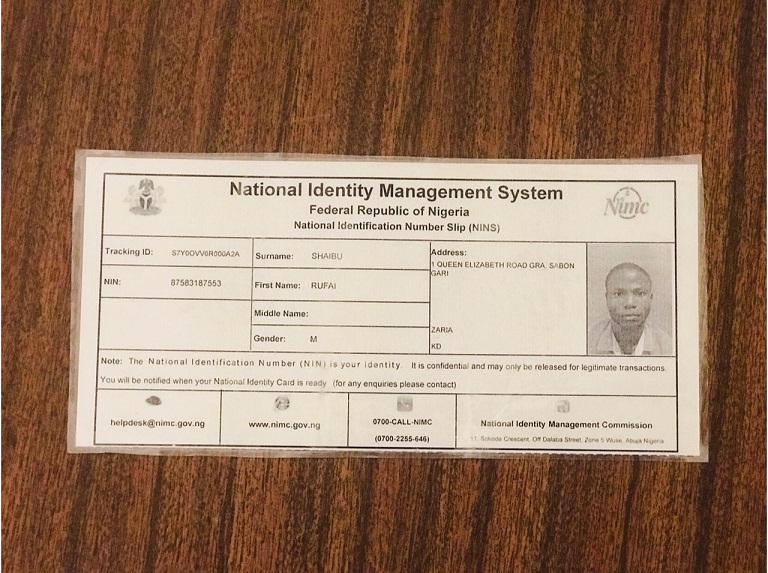 National Identity Management System
Federal Republic of Nigeria
National Identification Number Slip (NINS)
Nimc
Tracking ID: S7Y0OVV6R000A2A
Surname: SHAIBU
Address:
1 QUEEN ELIZABETH ROAD GRA, SABON
GARI
NIN: 87583187553
First Name: RUFAI
Middle Name:
ZARIA
Gender: M
KD
Note: The National Identification Number (NIN) is your identity. It is confidential and may only be released for legitimate transactions.
You will be notified when your National Identity Card is ready (for any enquiries please contact)
helpdesk@nimc.gov.ng
www.nimc.gov.ng
0700-CALL-NIMC
(0700-2255-646)
National Identity Management Commission
11, Sokode Crescent, Off Dalaba Street, Zone 5 Wuse, Abuja Nigeria